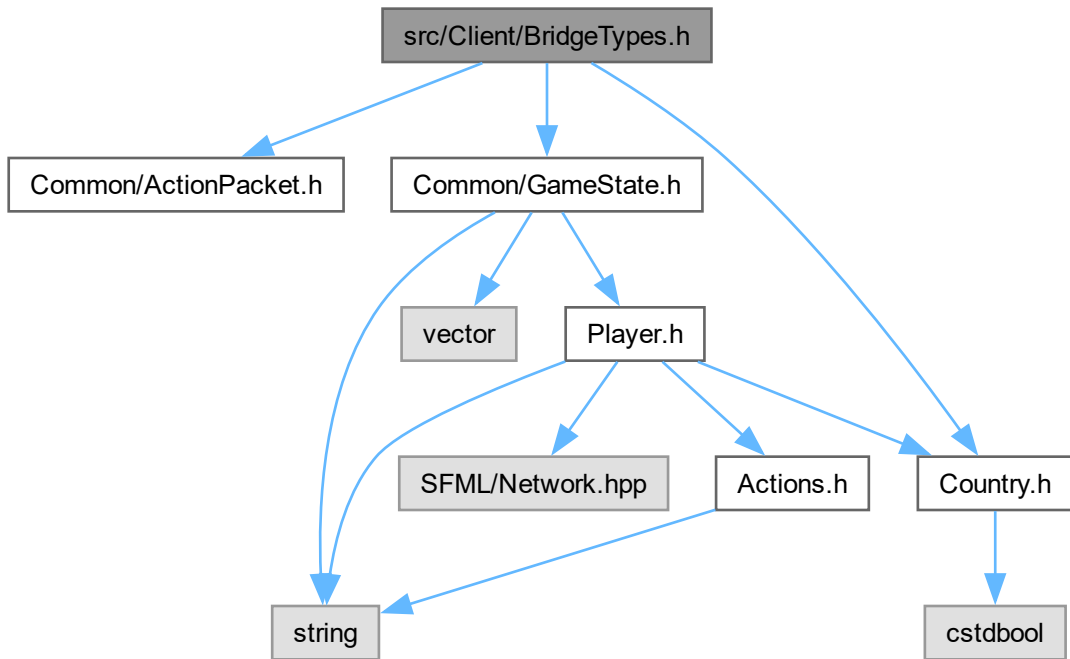 src/Client/BridgeTypes.h
Common/ActionPacket.h
Common/GameState.h
vector
Player.h
SFML/Network.hpp
Actions.h
Country.h
string
cstdbool